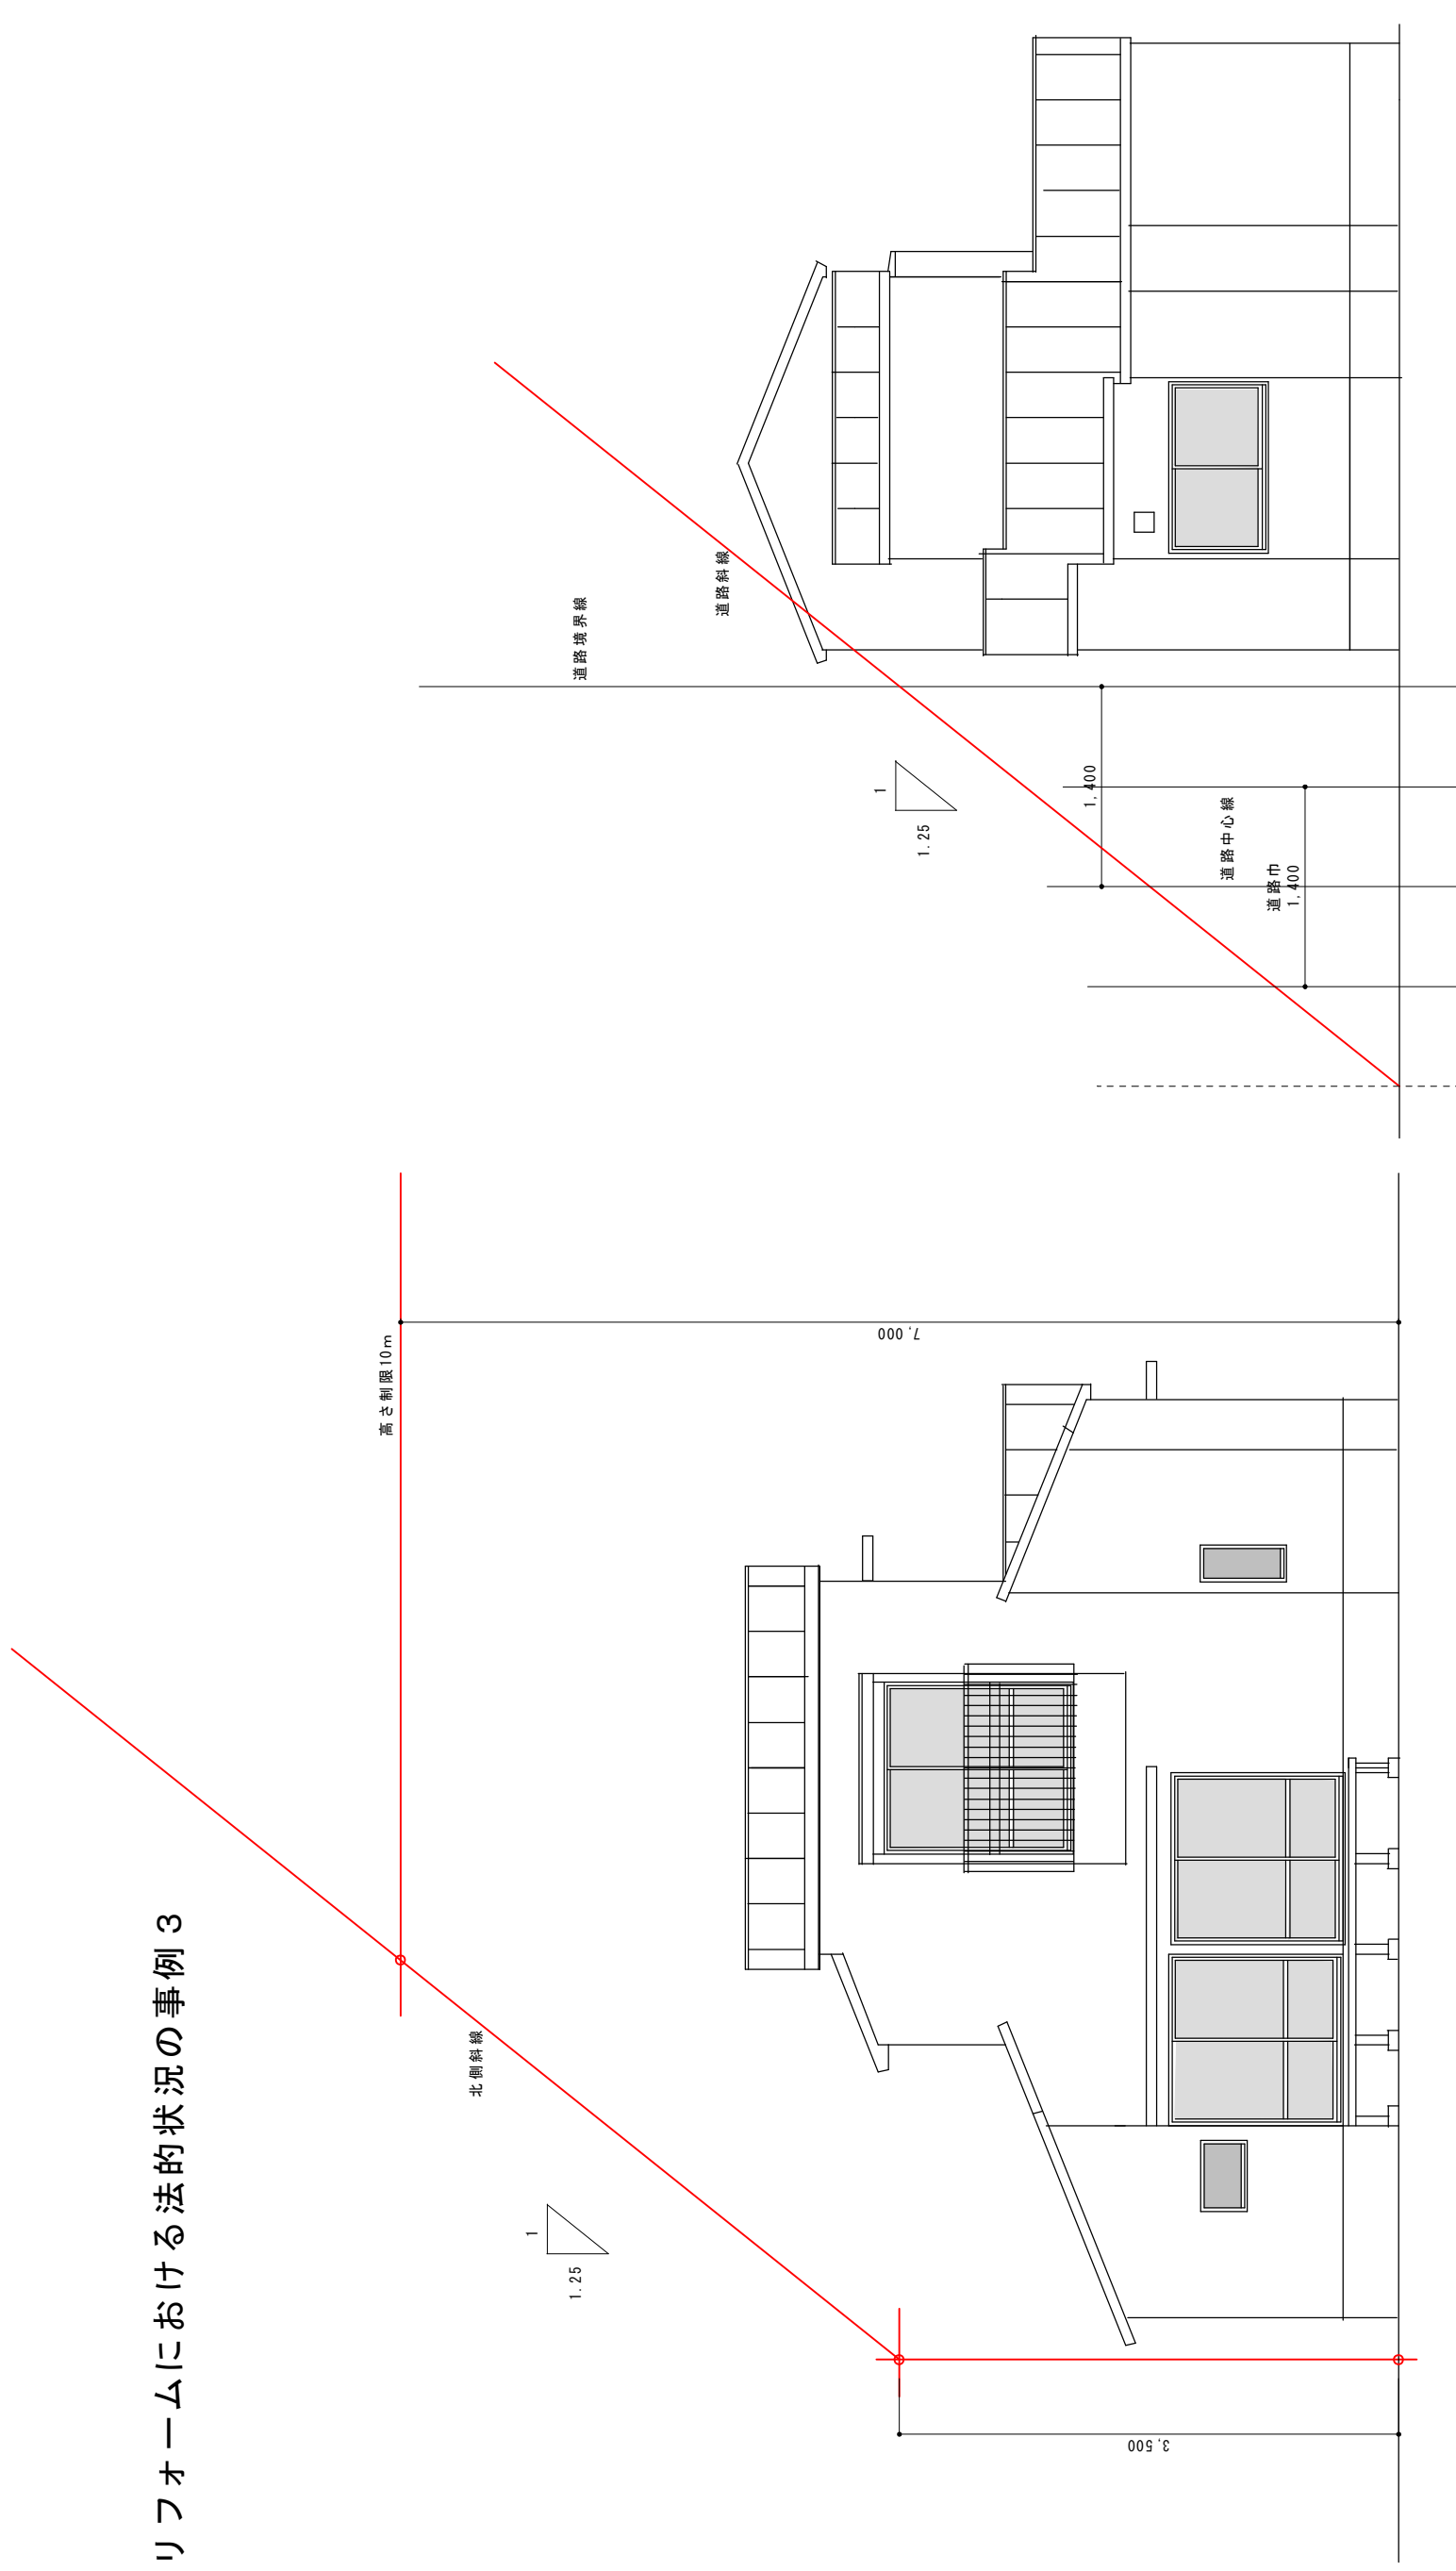 リフォームにおける法的状況の事例３
高さ制限10ｍ
7,000
北側斜線
1
1.25
3,500
道路境界線
道路斜線
1
1.25
1,400
道路中心線
道路巾
1,400